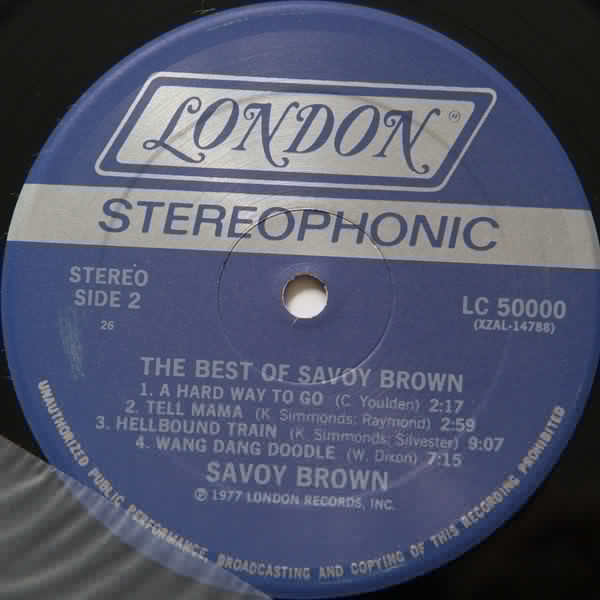 LONDON®
STEREOPHONIC
STEREO
SIDE 2
26
LC 50000
(XZAL-14788)
THE BEST OF SAVOY BROWN
1. A HARD WAY TO GO (C Youlden) 2:17
2. TELL MAMA (K Simmonds; Raymond) 2:59
3. HELLBOUND TRAIN (K Simmonds; Silvester) 9:07
4. WANG DANG DOODLE (W. Dixon) 7:15
SAVOY BROWN
℗ 1977 LONDON RECORDS, INC.
UNAUTHORIZED PUBLIC PERFORMANCE, BROADCASTING AND COPYING OF THIS RECORDING PROHIBITED